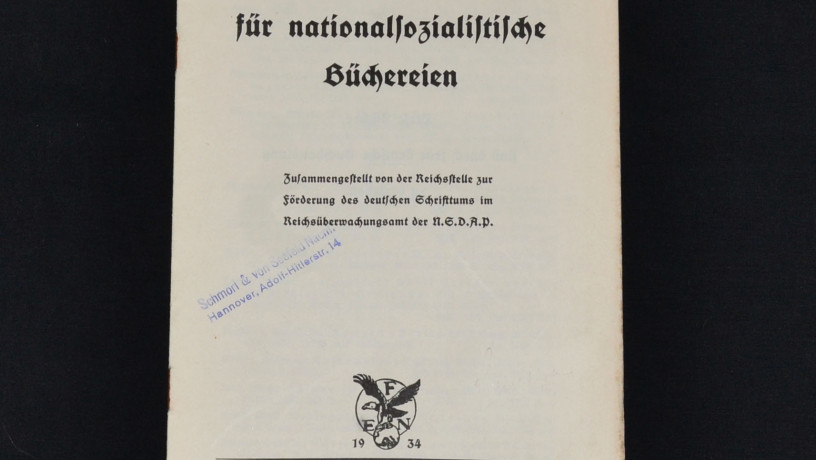 für nationalsozialistische
Büchereien
Zusammengestellt von der Reichsstelle zur
Förderung des deutschen Schrifttums im
Reichsüberwachungsamt der N.S.D.A.P.
Schmorl & von Seefeld Nachf.
Hannover, Adolf-Hitlerstr. 14
F
E N
19 34